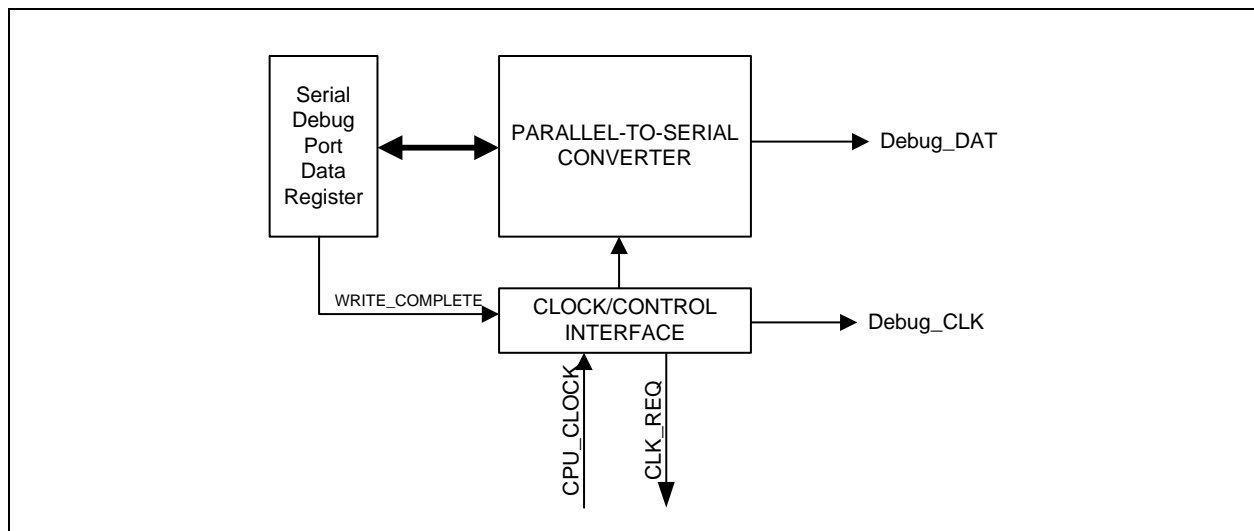 Serial
Debug
Port
Data
Register
PARALLEL-TO-SERIAL
CONVERTER
Debug_DAT
WRITE_COMPLETE
CLOCK/CONTROL
INTERFACE
Debug_CLK
CPU_CLOCK
CLK_REQ